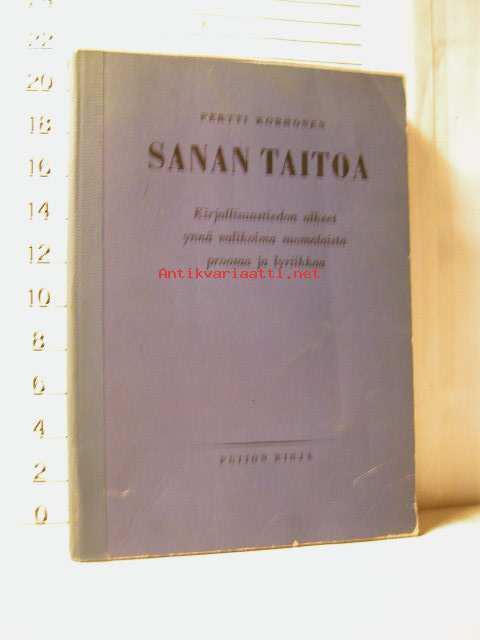 22
20
18
16
14
12
10
8
6
4
2
0
PERTTI KORHONEN
SANAN TAITOA
Kirjallisuustiedon alkeet
ynnä valikoima suomalaista
proosaa ja lyriikkaa
Antikvariaatti.net
PELLON KIRJA